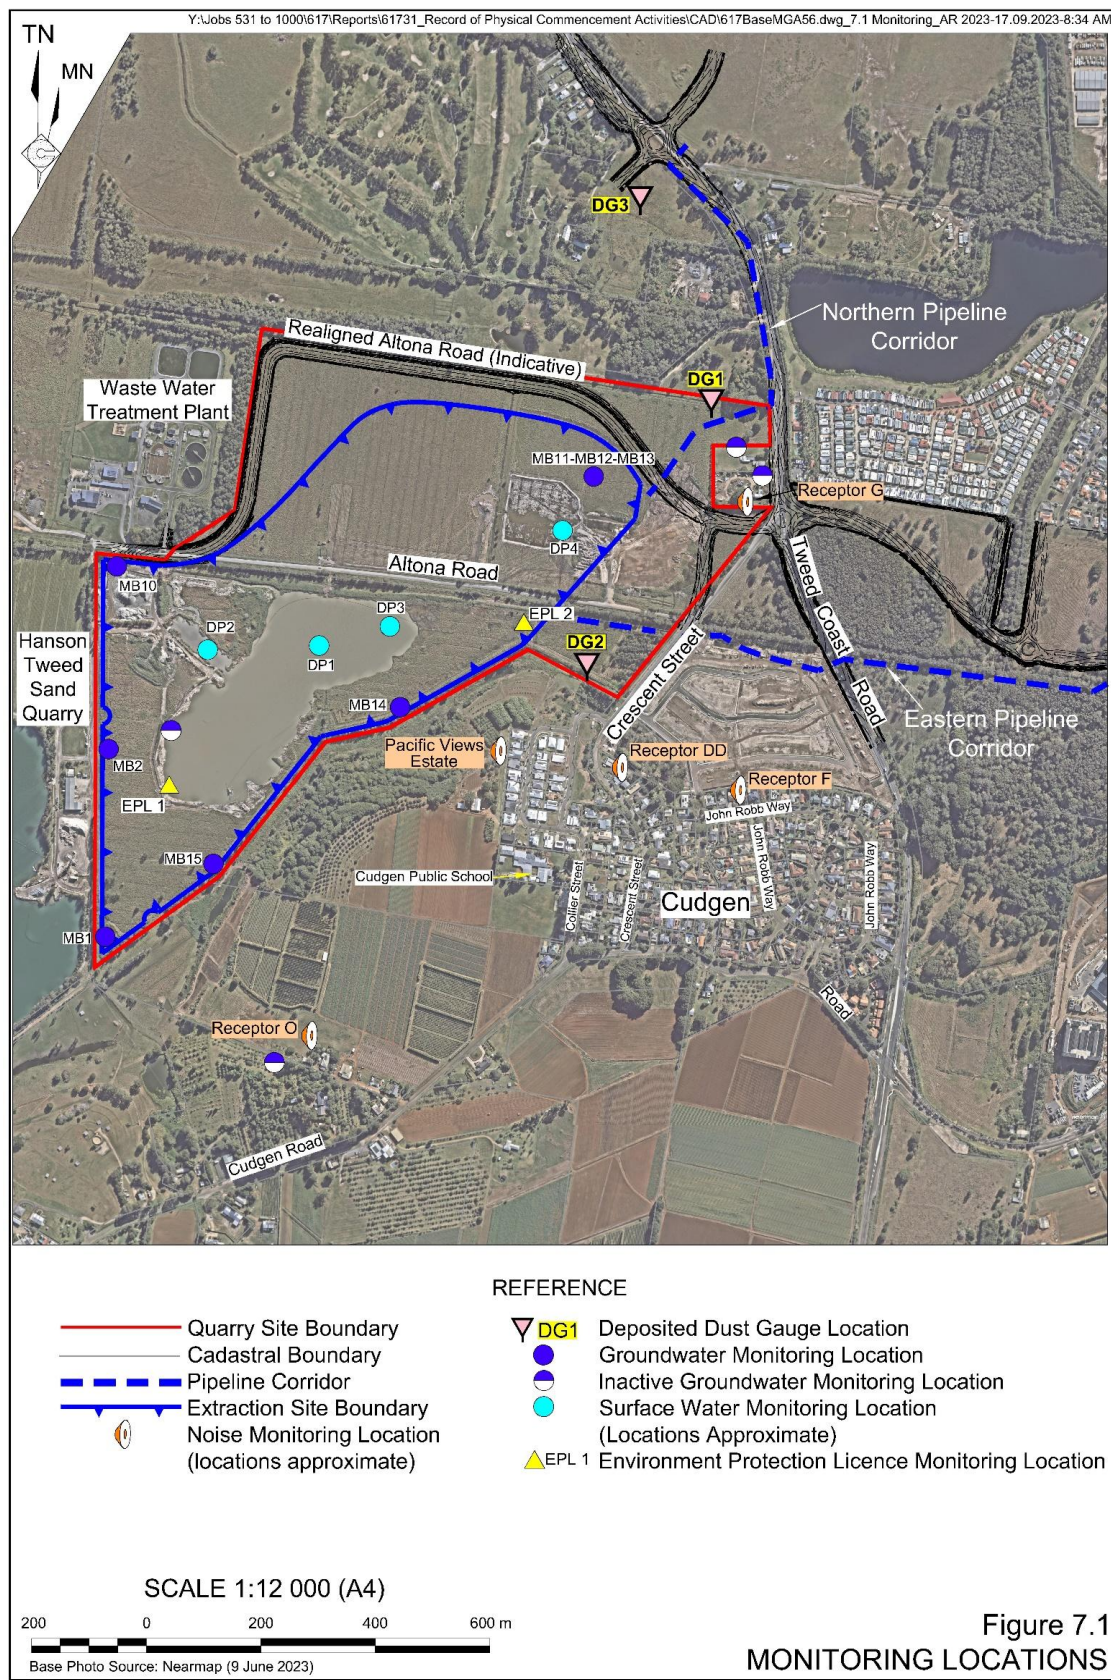 Y:\Jobs 531 to 1000\617\Reports\61731_Record of Physical Commencement Activities\CAD\617BaseMGA56.dwg_7.1 Monitoring_AR 2023-17.09.2023-8:34 AM
TN
MN
DG3
Northern Pipeline
Corridor
Realigned Altona Road (Indicative)
DG1
Waste Water
Treatment Plant
MB11-MB12-MB13
Receptor G
DP4
Altona Road
Tweed Coast Road
MB10
DP3
EPL 2
DP2
DP1
DG2
Hanson
Tweed
Sand
Quarry
Crescent Street
MB14
Eastern Pipeline
Corridor
Pacific Views
Estate
Receptor DD
MB2
Receptor F
EPL 1
John Robb Way
John Robb Way
John Robb Way
MB15
Cudgen Public School
Collier Street
Crescent Street
Cudgen
MB1
Road
Receptor O
Cudgen Road
REFERENCE
Quarry Site Boundary
Cadastral Boundary
Pipeline Corridor
Extraction Site Boundary
Noise Monitoring Location
(locations approximate)
DG1 Deposited Dust Gauge Location
Groundwater Monitoring Location
Inactive Groundwater Monitoring Location
Surface Water Monitoring Location
(Locations Approximate)
EPL 1 Environment Protection Licence Monitoring Location
SCALE 1:12 000 (A4)
200 0 200 400 600 m
Base Photo Source: Nearmap (9 June 2023)
Figure 7.1
MONITORING LOCATIONS